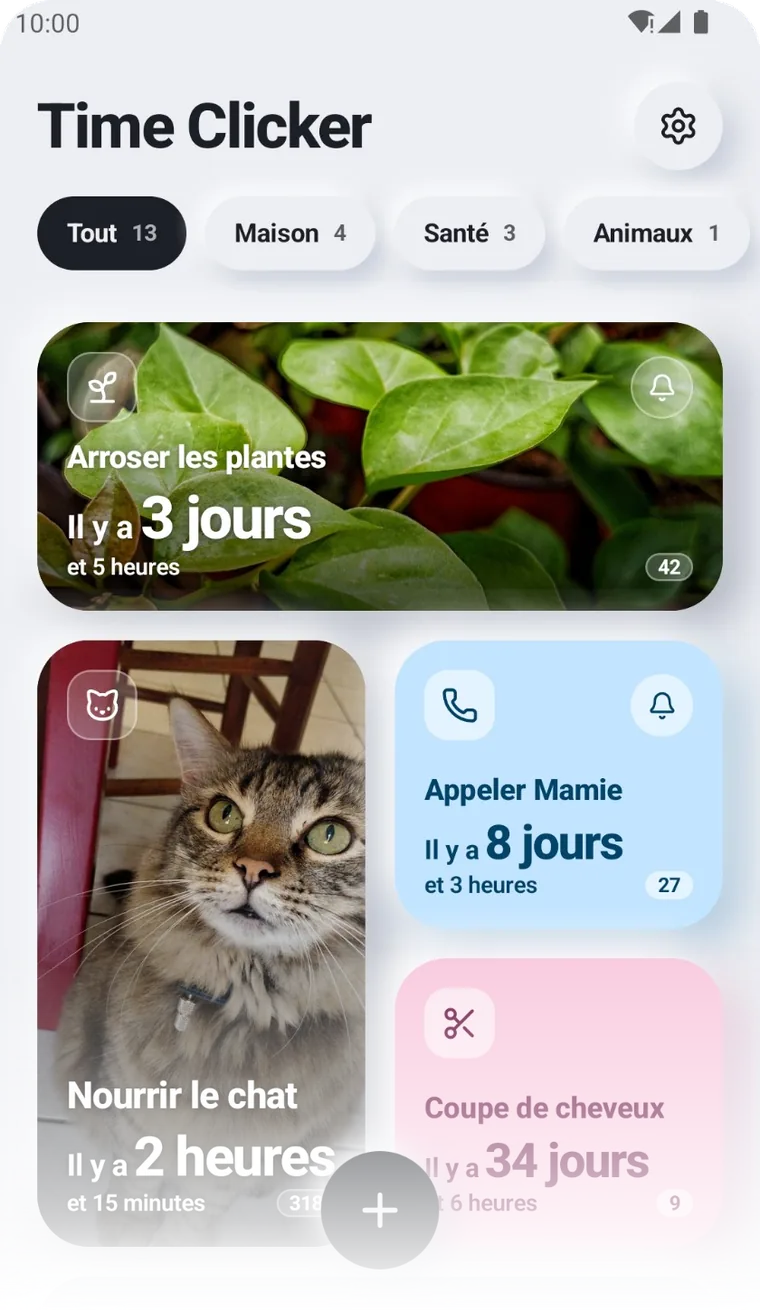 10:00
Time Clicker
Tout 13 Maison 4 Santé 3 Animaux 1
Arroser les plantes
Il y a 3 jours
et 5 heures
42
Nourrir le chat
Il y a 2 heures
et 15 minutes
318
Appeler Mamie
Il y a 8 jours
et 3 heures
27
Coupe de cheveux
Il y a 34 jours
et 6 heures
9